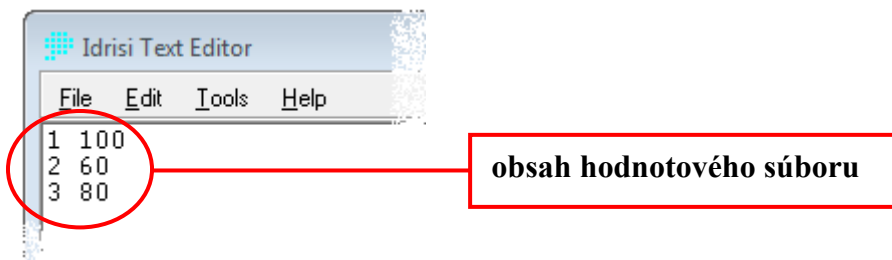 Idrisi Text Editor
File Edit Tools Help
1 100
2 60
3 80
obsah hodnotového súboru